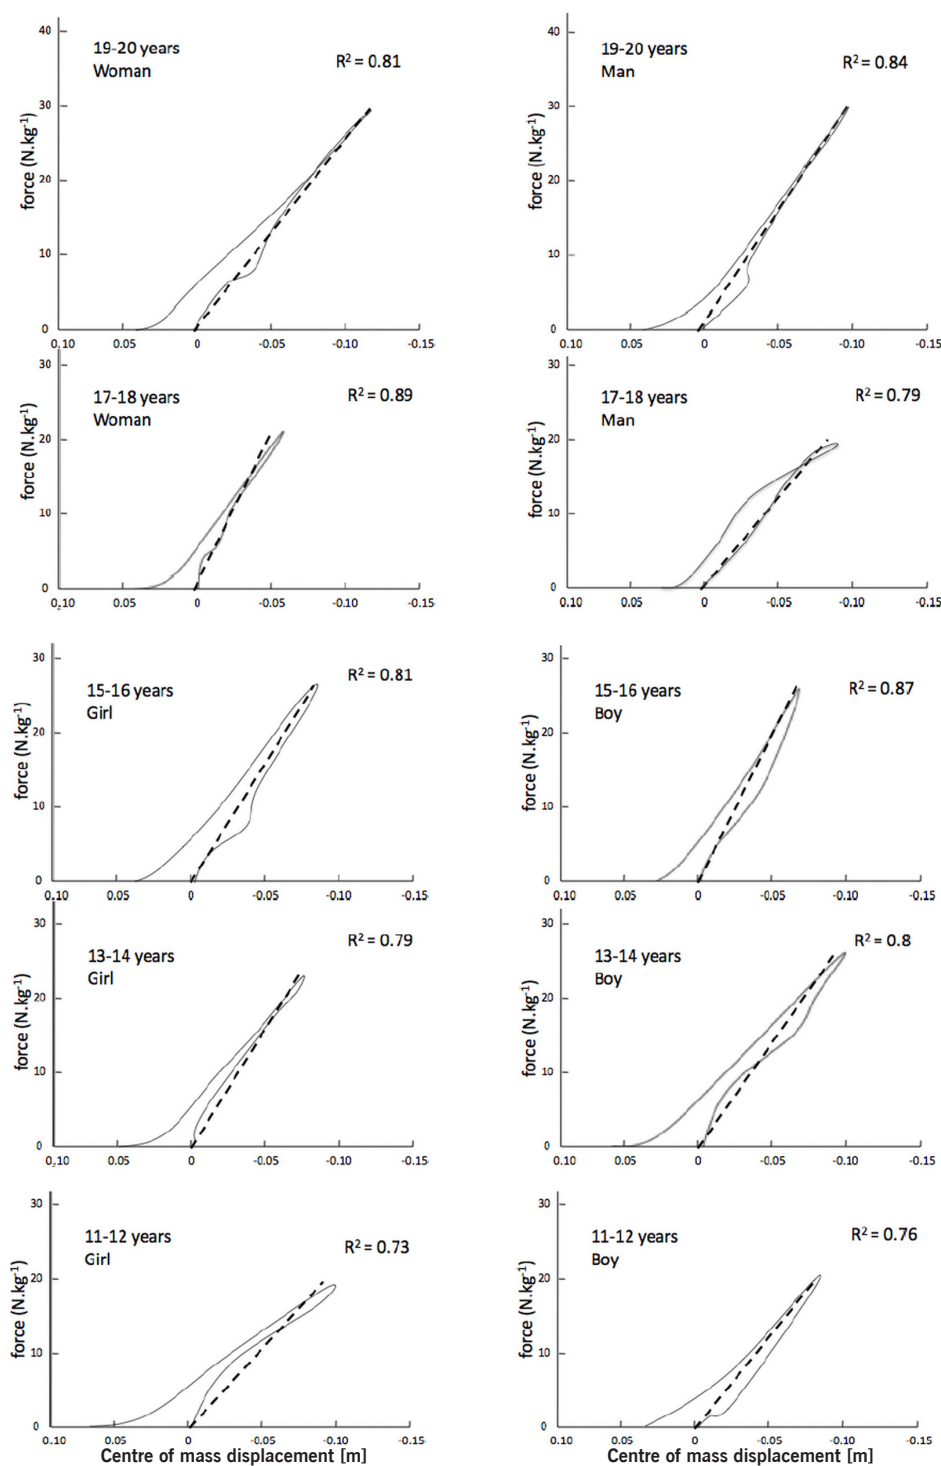 40
19-20 years
Woman
R² = 0.81
force (N.kg⁻¹)
30
20
10
0
0.10
0.05
0
-0.05
-0.10
-0.15
40
19-20 years
Man
R² = 0.84
force (N.kg⁻¹)
30
20
10
0
0.10
0.05
0
-0.05
-0.10
-0.15
30
17-18 years
Woman
R² = 0.89
force (N.kg⁻¹)
20
10
0
0.10
0.05
0
-0.05
-0.10
-0.15
30
17-18 years
Man
R² = 0.79
force (N.kg⁻¹)
20
10
0
0.10
0.05
0
-0.05
-0.10
-0.15
30
15-16 years
Girl
R² = 0.81
force (N.kg⁻¹)
20
10
0
0.10
0.05
0
-0.05
-0.10
-0.15
30
15-16 years
Boy
R² = 0.87
force (N.kg⁻¹)
20
10
0
0.10
0.05
0
-0.05
-0.10
-0.15
30
13-14 years
Girl
R² = 0.79
force (N.kg⁻¹)
20
10
0
0.10
0.05
0
-0.05
-0.10
-0.15
30
13-14 years
Boy
R² = 0.8
force (N.kg⁻¹)
20
10
0
0.10
0.05
0
-0.05
-0.10
-0.15
30
11-12 years
Girl
R² = 0.73
force (N.kg⁻¹)
20
10
0
0.10
0.05
0
-0.05
-0.10
-0.15
Centre of mass displacement [m]
30
11-12 years
Boy
R² = 0.76
force (N.kg⁻¹)
20
10
0
0.10
0.05
0
-0.05
-0.10
-0.15
Centre of mass displacement [m]